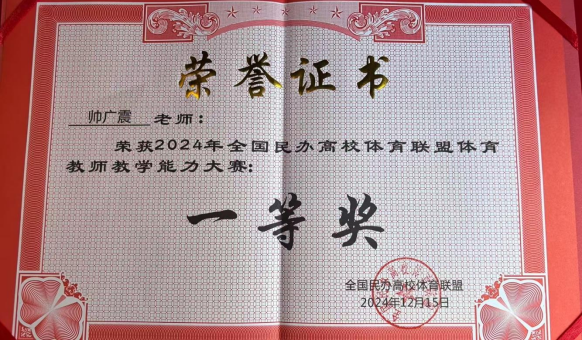 荣誉证书
帅广震 老师：
荣获2024年全国民办高校体育联盟体育
教师教学能力大赛：
一等奖
全国民办高校体育联盟
2024年12月15日